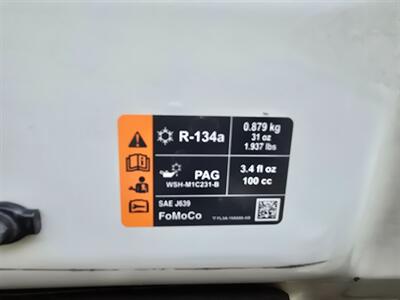 R-134a
0.879 kg
31 oz
1.937 lbs
PAG
WSH-M1C231-B
3.4 fl oz
100 cc
SAE J639
FoMoCo